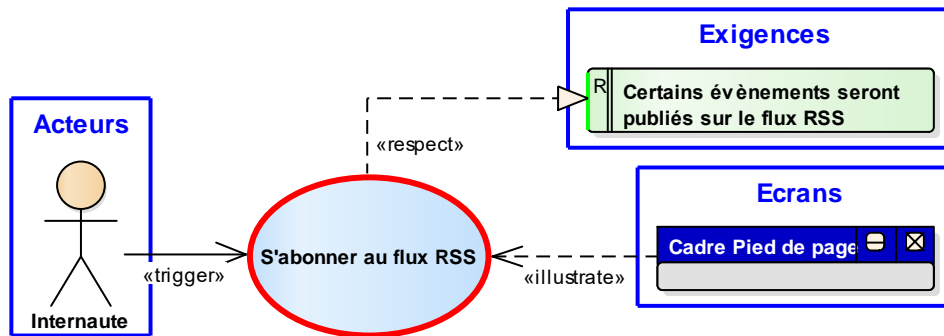 Exigences
R
Certains évènements seront
publiés sur le flux RSS
Acteurs
«respect»
Ecrans
S'abonner au flux RSS
Cadre Pied de page
«trigger»
«illustrate»
Internaute